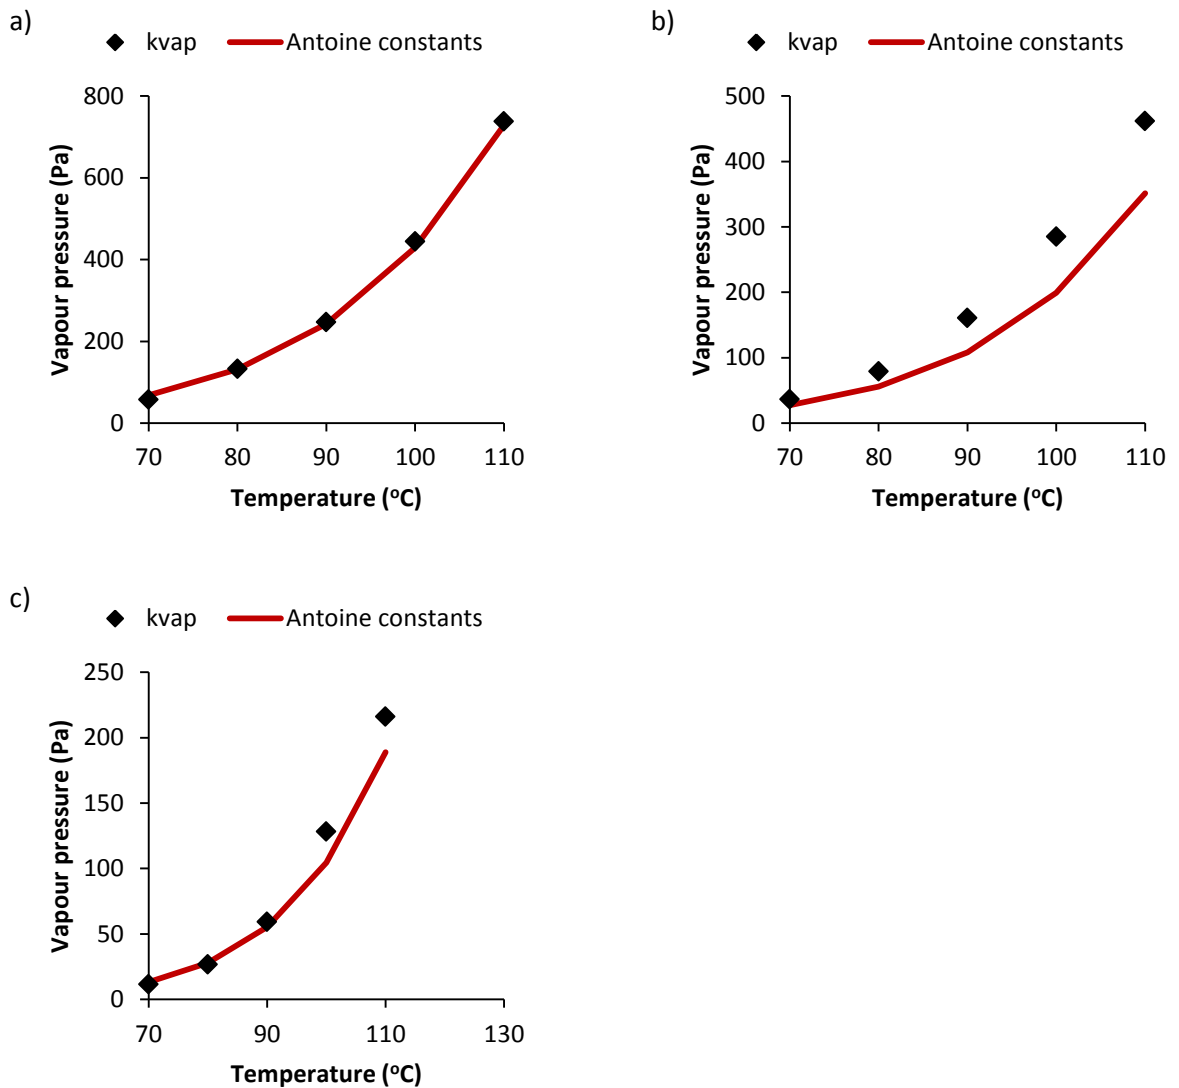 a)
kvap Antoine constants
800
600
400
200
0
70 80 90 100 110
Vapour pressure (Pa)
Temperature (ºC)
b)
kvap Antoine constants
500
400
300
200
100
0
70 80 90 100 110
Vapour pressure (Pa)
Temperature (ºC)
c)
kvap Antoine constants
250
200
150
100
50
0
70 90 110 130
Vapour pressure (Pa)
Temperature (ºC)